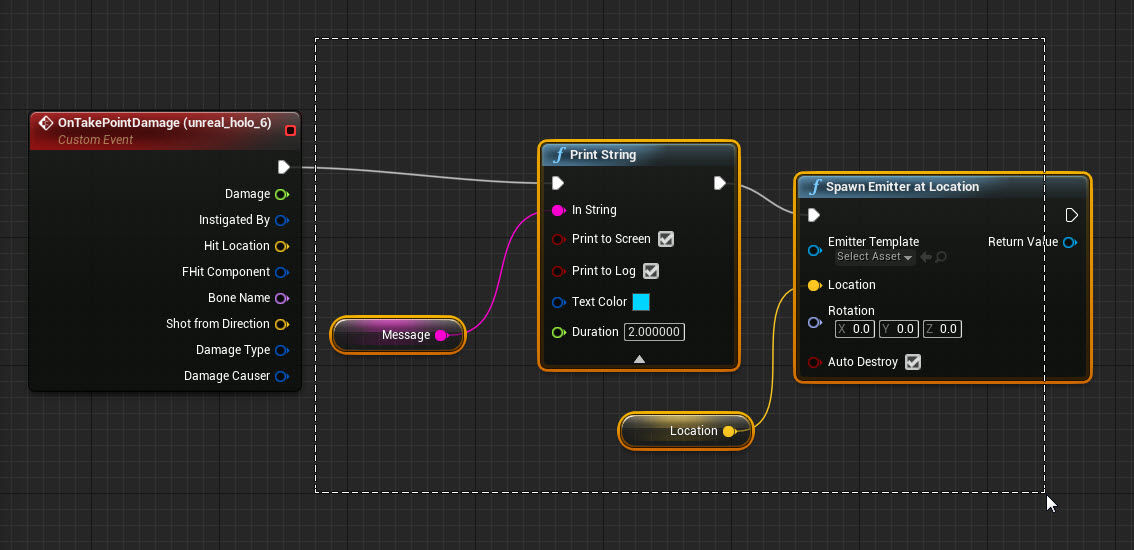 OnTakePointDamage (unreal_holo_6)
Custom Event
Damage
Instigated By
Hit Location
FHit Component
Bone Name
Shot from Direction
Damage Type
Damage Causer
Message
f Print String
In String
Print to Screen
Print to Log
Text Color
Duration 2.000000
Location
f Spawn Emitter at Location
Emitter Template
Select Asset
Return Value
Location
Rotation
X 0.0 Y 0.0 Z 0.0
Auto Destroy